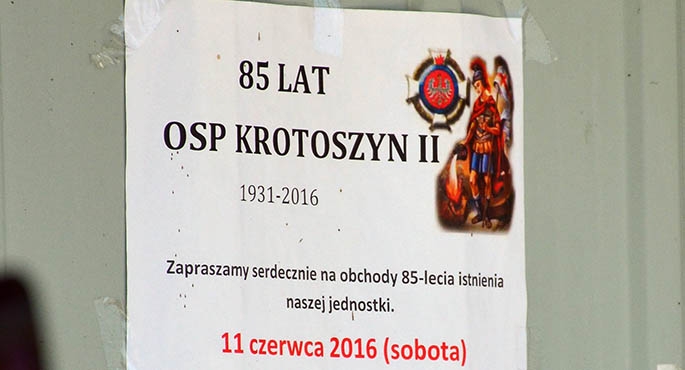 85 LAT
OSP KROTOSZYN II
1931-2016
Zapraszamy serdecznie na obchody 85-lecia istnienia
naszej jednostki.
11 czerwca 2016 (sobota)